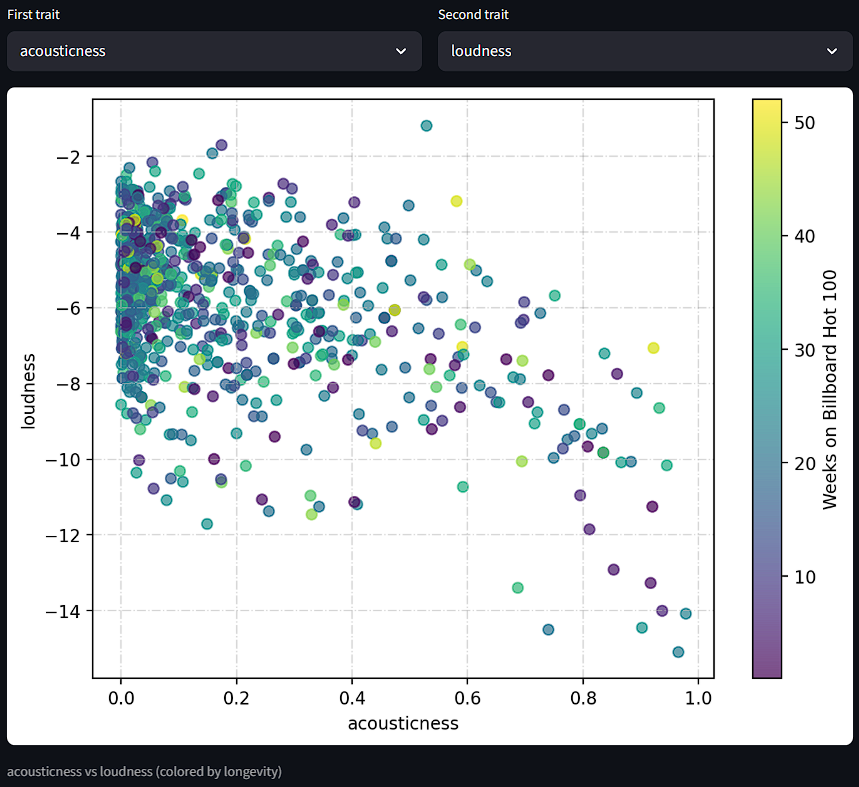 First trait
Second trait
acousticness
loudness
−2
−4
−6
−8
−10
−12
−14
loudness
0.0
0.2
0.4
0.6
0.8
1.0
acousticness
50
40
30
20
10
Weeks on Billboard Hot 100
acousticness vs loudness (colored by longevity)